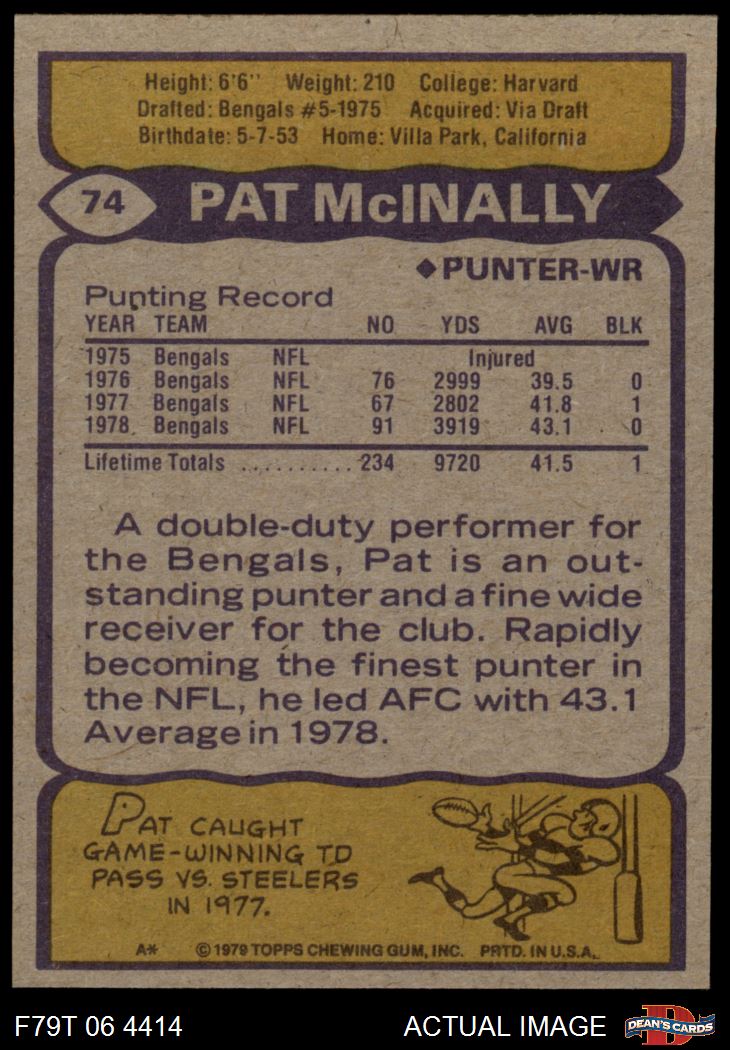 Height: 6'6" Weight: 210 College: Harvard
Drafted: Bengals #5-1975 Acquired: Via Draft
Birthdate: 5-7-53 Home: Villa Park, California
74 PAT McINALLY
◆PUNTER-WR
Punting Record
YEAR TEAM NO YDS AVG BLK
1975 Bengals NFL Injured
1976 Bengals NFL 76 2999 39.5 0
1977 Bengals NFL 67 2802 41.8 1
1978 Bengals NFL 91 3919 43.1 0
Lifetime Totals .......... 234 9720 41.5 1
A double-duty performer for
the Bengals, Pat is an out-
standing punter and a fine wide
receiver for the club. Rapidly
becoming the finest punter in
the NFL, he led AFC with 43.1
Average in 1978.
PAT CAUGHT
GAME-WINNING TD
PASS VS. STEELERS
IN 1977.
A* © 1979 TOPPS CHEWING GUM, INC. PRTD. IN U.S.A.
F79T 06 4414 ACTUAL IMAGE D DEAN'S CARDS